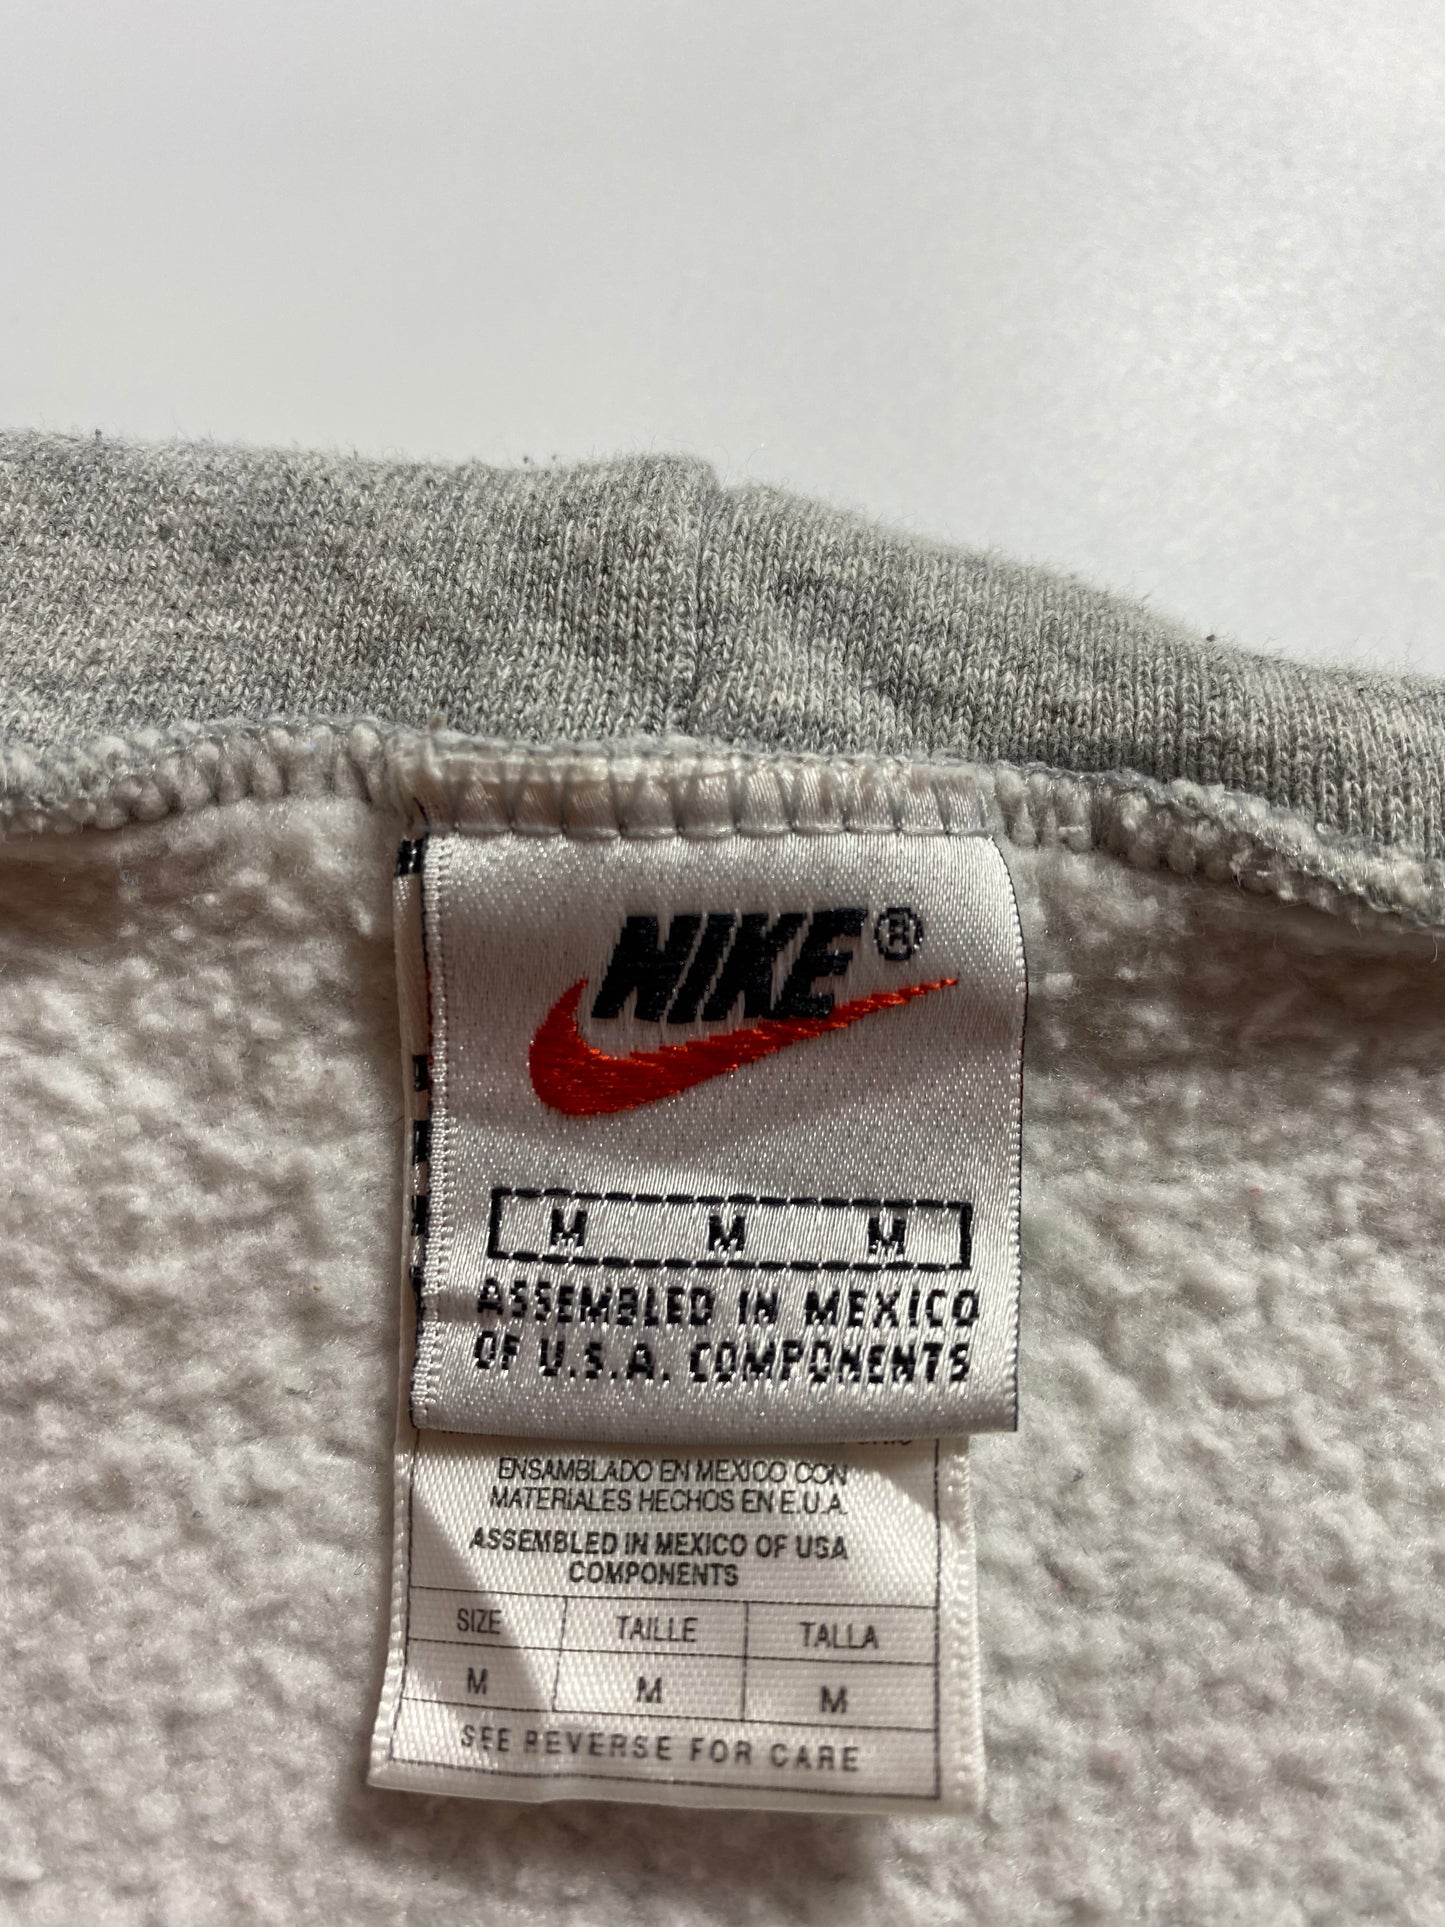 NIKE®
M M M
ASSEMBLED IN MEXICO
OF U.S.A. COMPONENTS
ENSAMBLADO EN MEXICO CON
MATERIALES HECHOS EN E.U.A.
ASSEMBLED IN MEXICO OF USA
COMPONENTS
SIZE TAILLE TALLA
M M M
SEE REVERSE FOR CARE